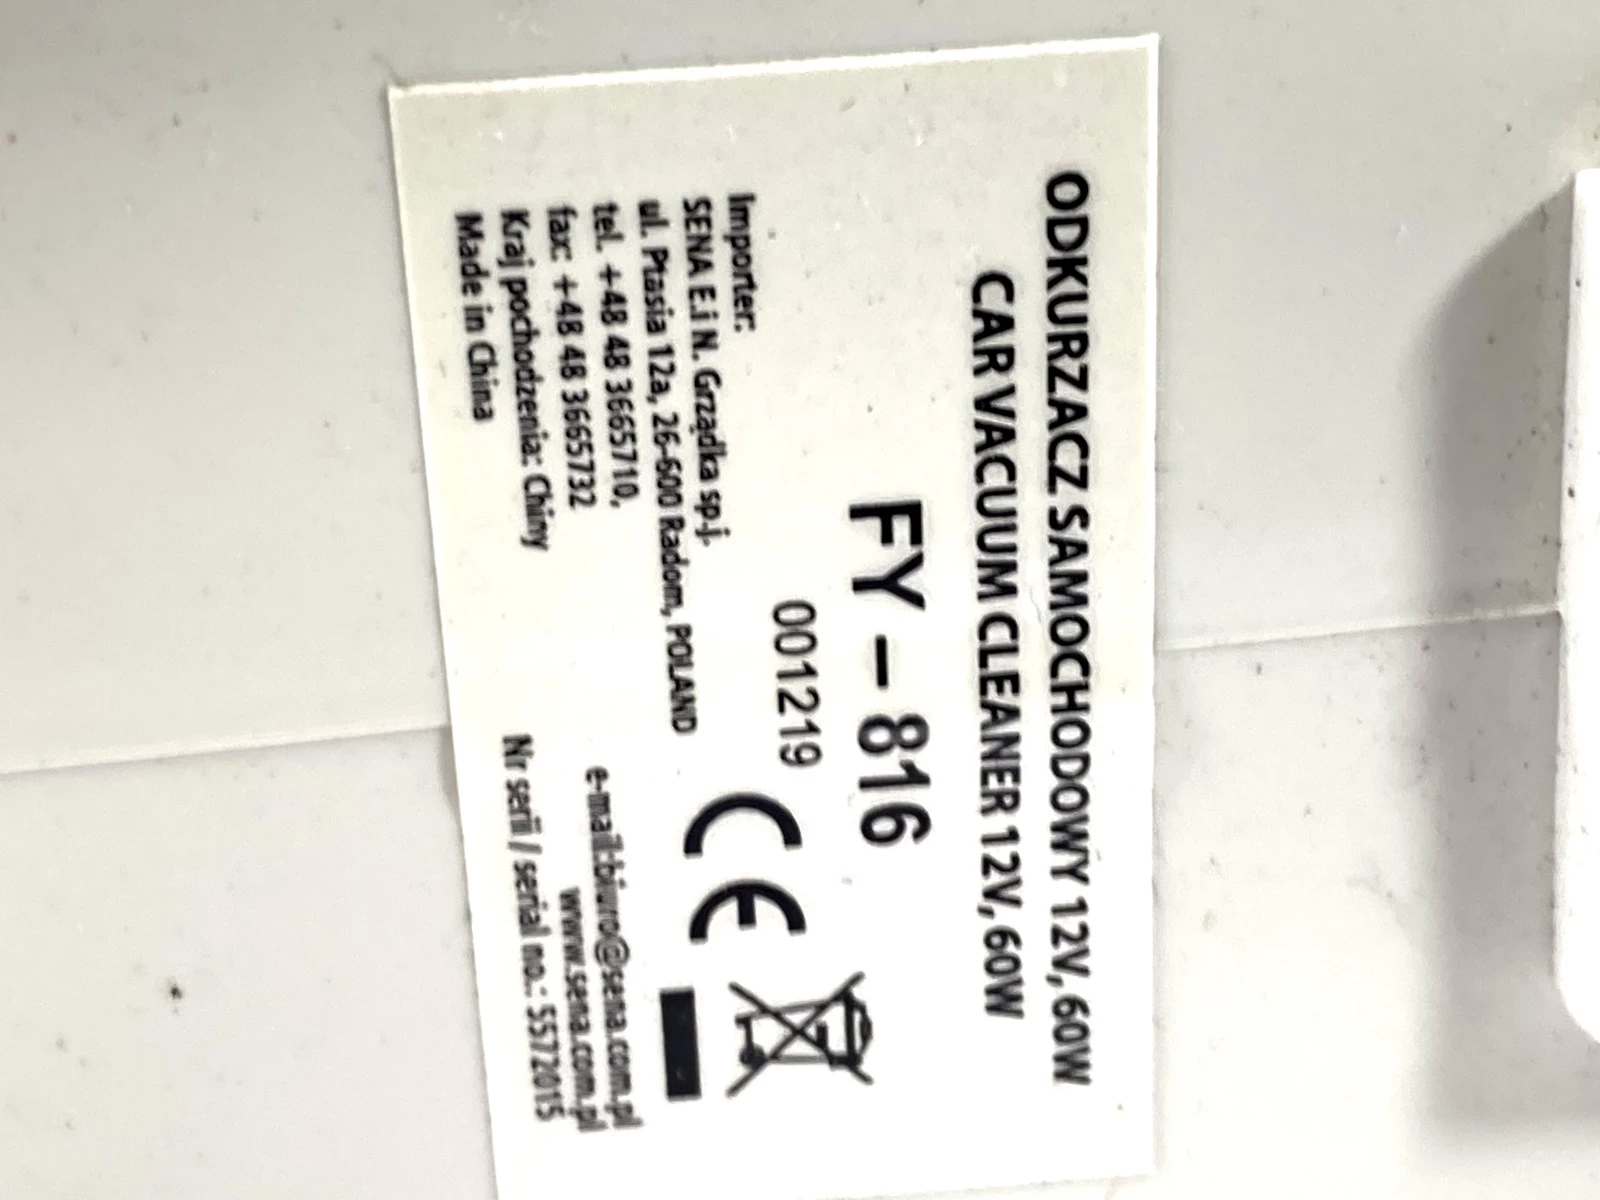 ODKURZACZ SAMOCHODOWY 12V, 60W
CAR VACUUM CLEANER 12V, 60W
FY – 816
001219
Importer:
SENA E.i N. Grządka sp.j.
ul. Ptasia 12a, 26-600 Radom, POLAND
tel. +48 48 3665710,
fax: +48 48 3665732
Kraj pochodzenia: Chiny
Made in China
CE
e-mail:biuro@sena.com.pl
www.sena.com.pl
Nr serii / serial no.: 5572015